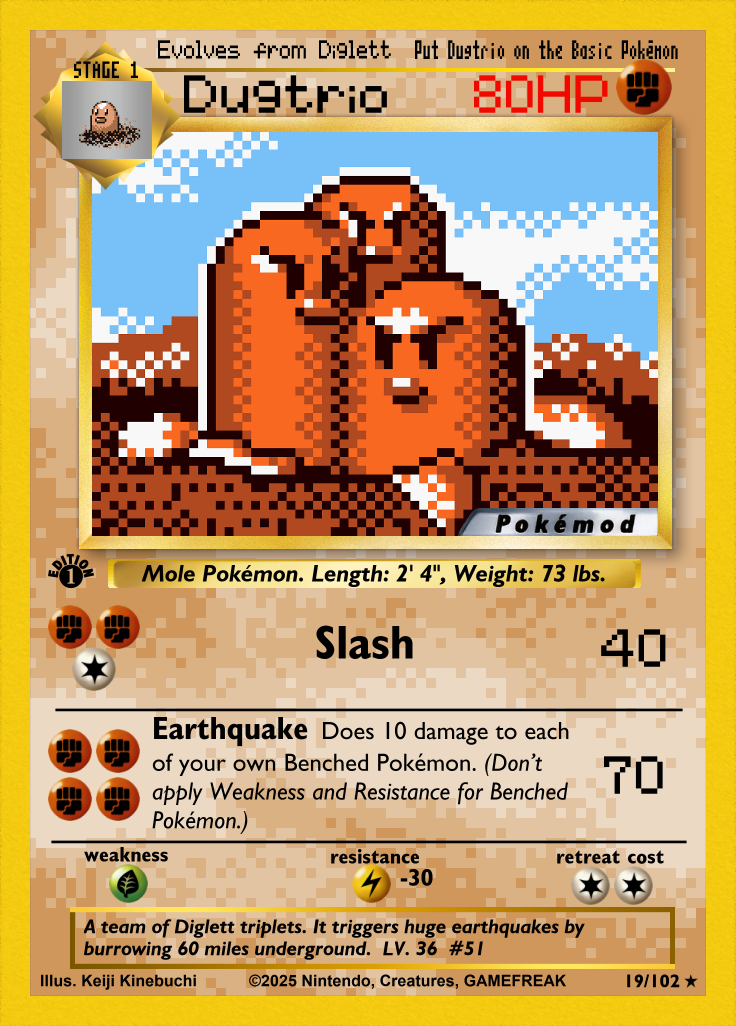 Evolves from Diglett Put Dugtrio on the Basic Pokémon
STAGE 1
Dugtrio 80HP
Pokémod
EDITION 1
Mole Pokémon. Length: 2' 4", Weight: 73 lbs.
Slash 40
Earthquake Does 10 damage to each
of your own Benched Pokémon. (Don't
apply Weakness and Resistance for Benched
Pokémon.)
70
weakness resistance retreat cost
-30
A team of Diglett triplets. It triggers huge earthquakes by
burrowing 60 miles underground. LV. 36 #51
Illus. Keiji Kinebuchi ©2025 Nintendo, Creatures, GAMEFREAK 19/102 ★